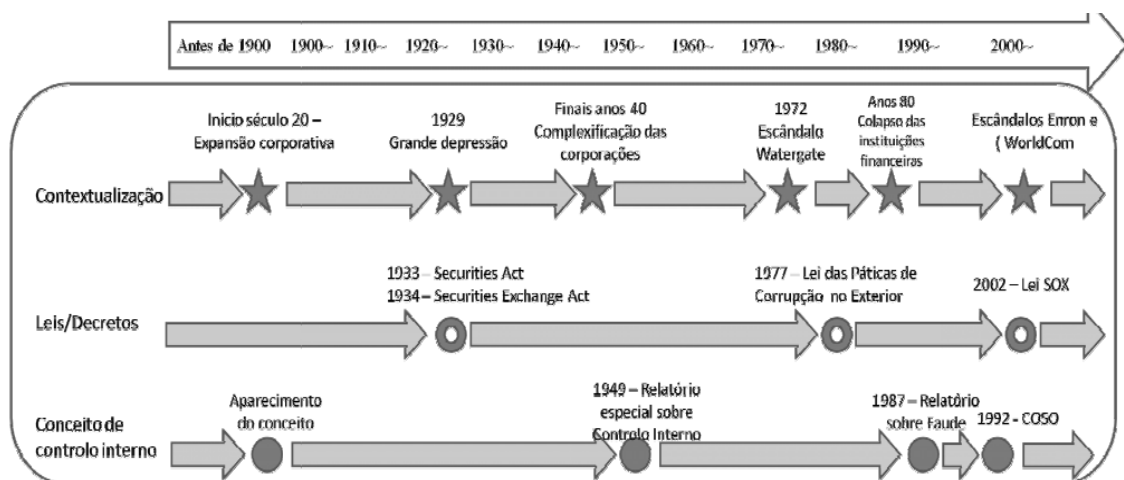 Antes de 1900 1900~ 1910~ 1920~ 1930~ 1940~ 1950~ 1960~ 1970~ 1980~ 1990~ 2000~
Inicio século 20 –
Expansão corporativa
1929
Grande depressão
Finais anos 40
Complexificação das
corporações
1972
Escândalo
Watergate
Anos 80
Colapso das
instituições
financeiras
Escândalos Enron e
( WorldCom
Contextualização
1933 – Securities Act
1934 – Securities Exchange Act
1977 – Lei das Páticas de
Corrupção no Exterior
2002 – Lei SOX
Leis/Decretos
Aparecimento
do conceito
1949 – Relatório
especial sobre
Controlo Interno
1987 – Relatório
sobre Faude
1992 - COSO
Conceito de
controlo interno